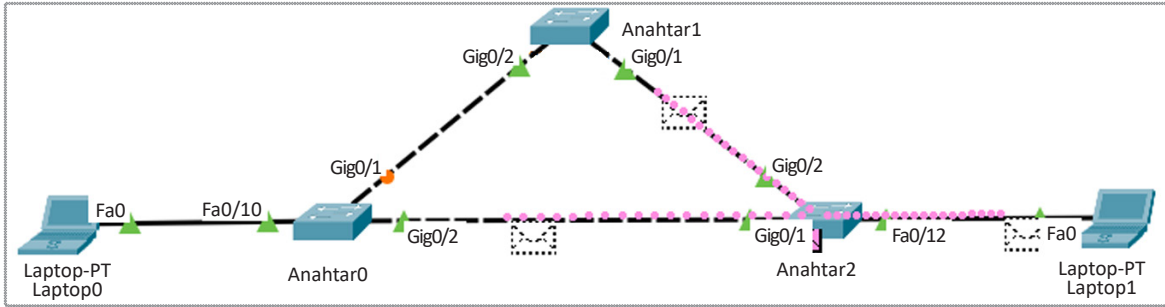 Anahtar1
Gig0/2
Gig0/1
Gig0/1
Gig0/2
Fa0
Fa0/10
Gig0/2
Gig0/1
Fa0/12
Fa0
Laptop-PT
Laptop0
Anahtar0
Anahtar2
Laptop-PT
Laptop1